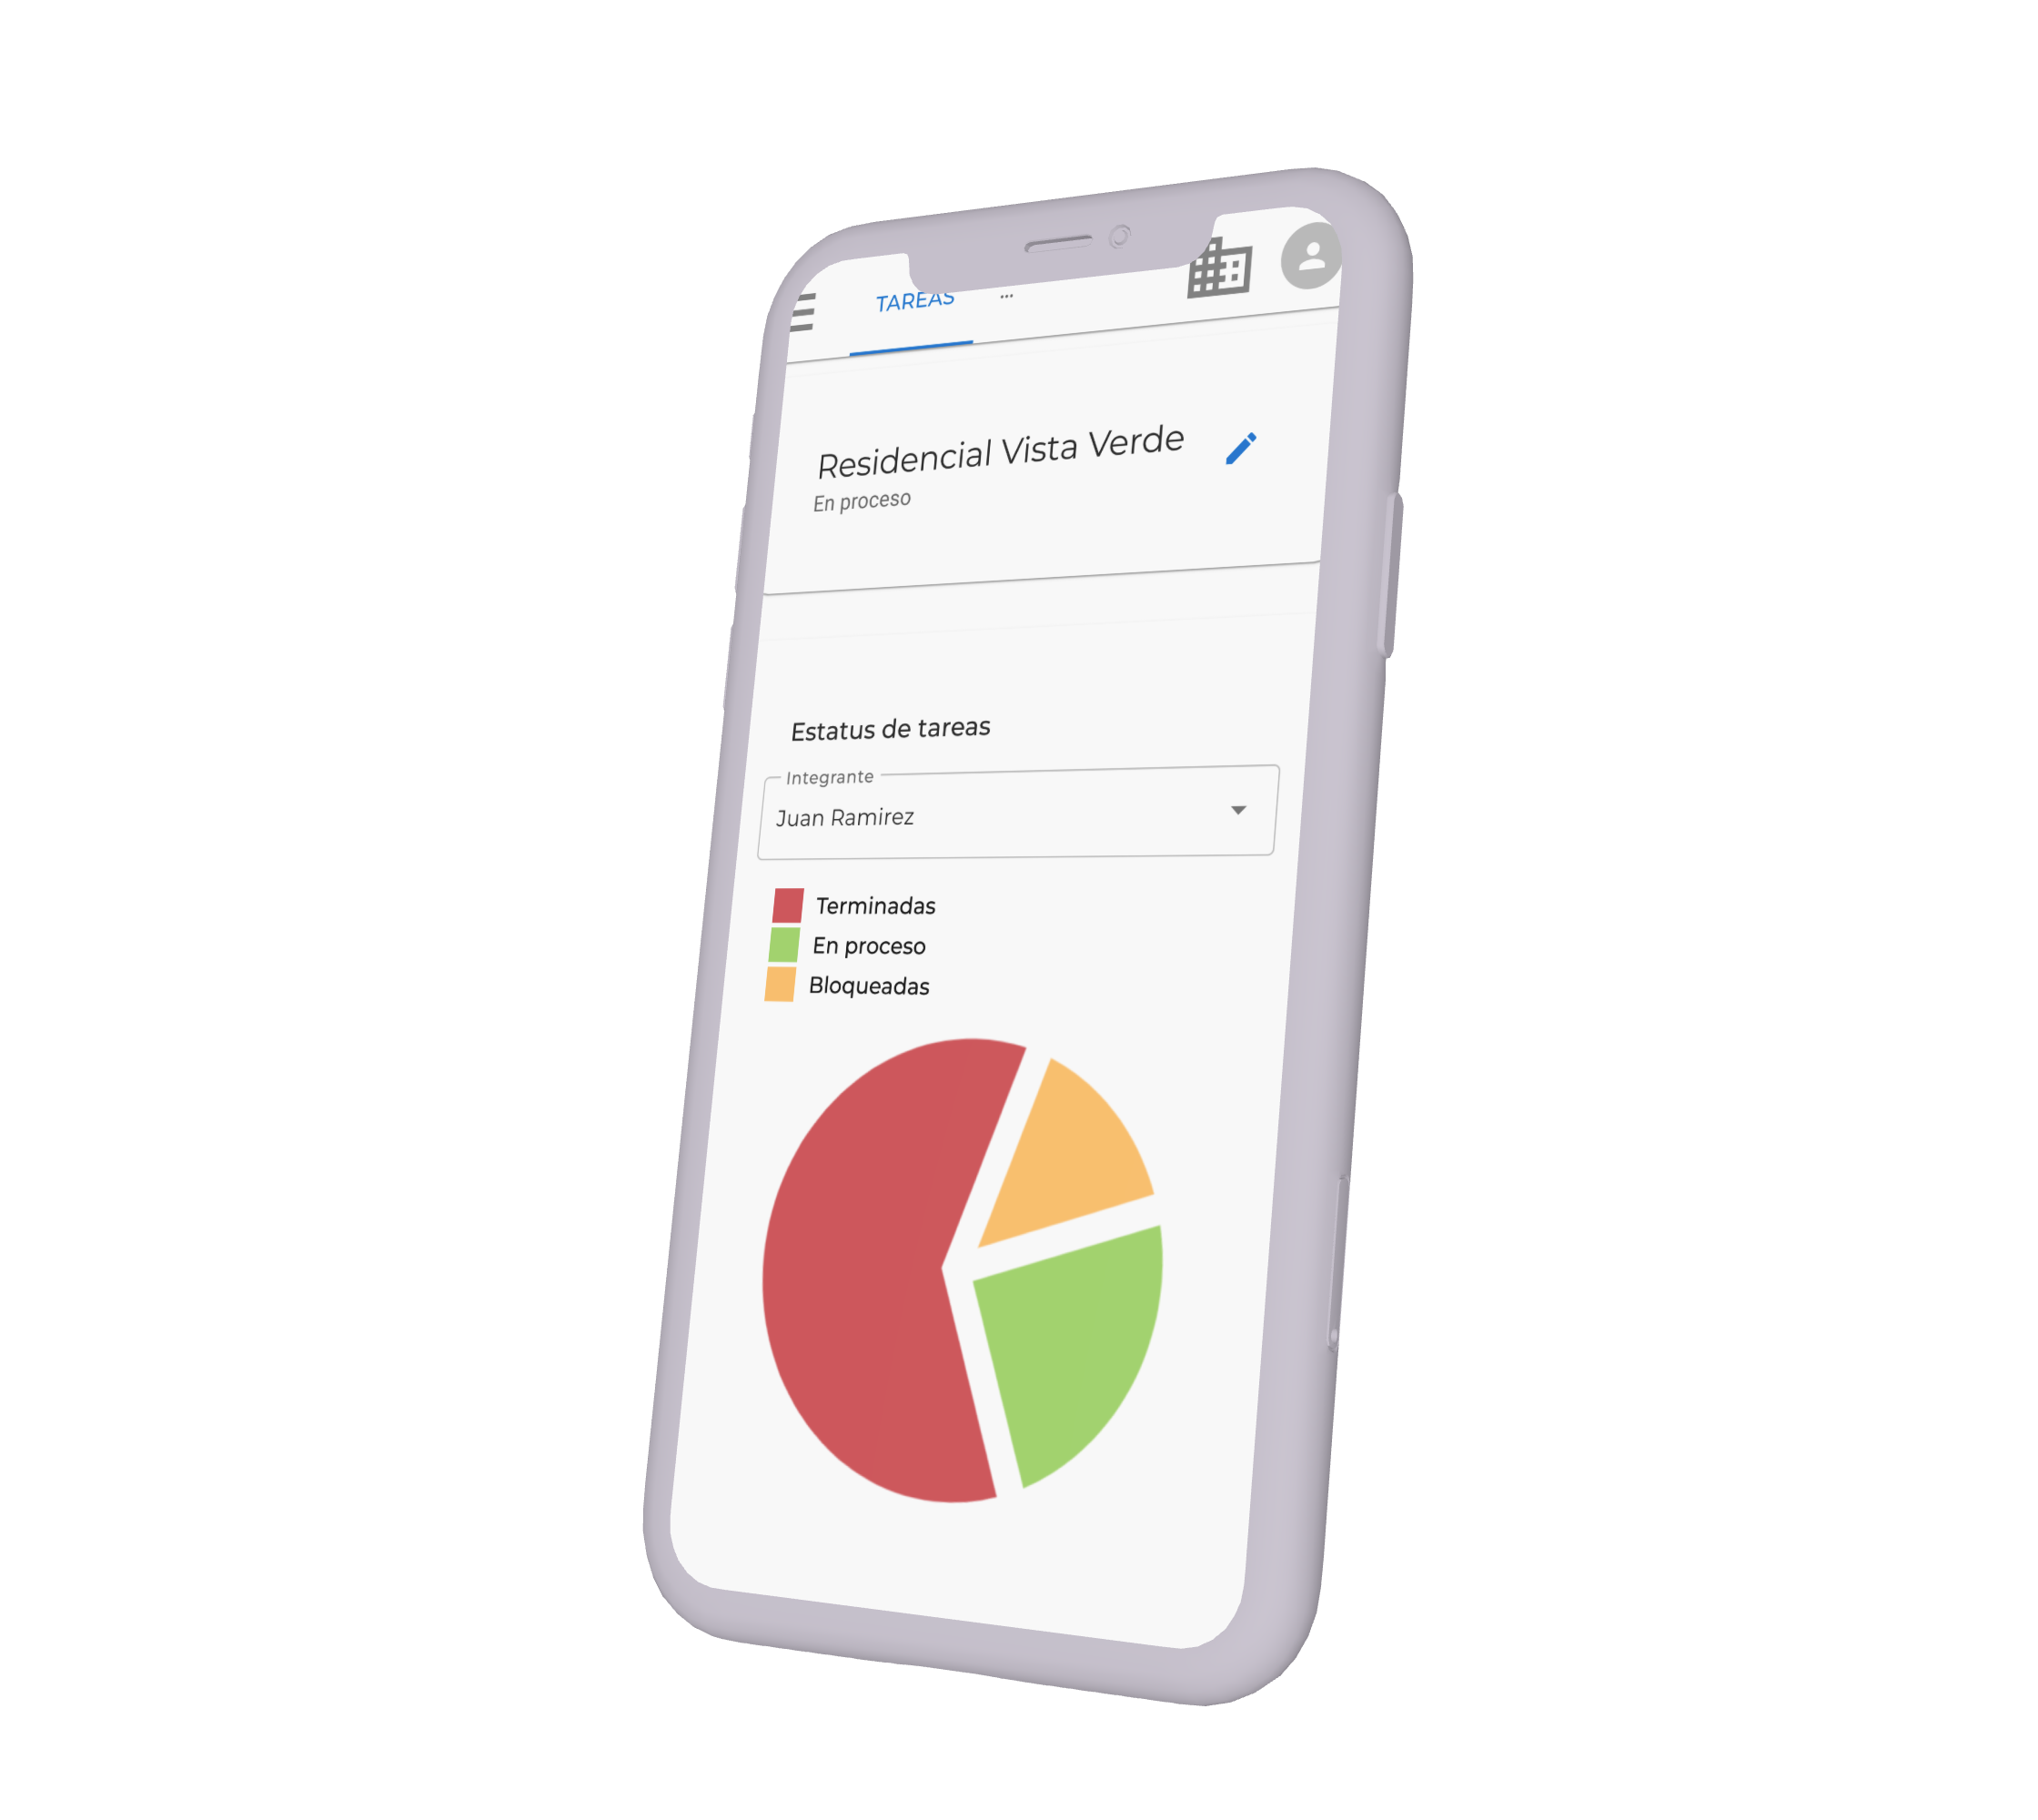 TAREAS
...
Residencial Vista Verde
En proceso
Estatus de tareas
Integrante
Juan Ramirez
Terminadas
En proceso
Bloqueadas